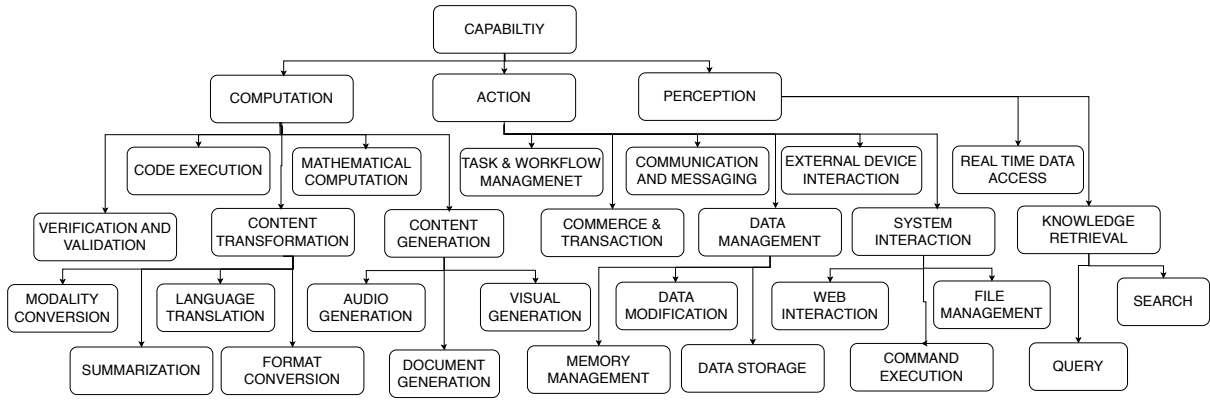 CAPABILTIY
COMPUTATION
ACTION
PERCEPTION
CODE EXECUTION
MATHEMATICAL
COMPUTATION
TASK & WORKFLOW
MANAGMENET
COMMUNICATION
AND MESSAGING
EXTERNAL DEVICE
INTERACTION
REAL TIME DATA
ACCESS
VERIFICATION AND
VALIDATION
CONTENT
TRANSFORMATION
CONTENT
GENERATION
COMMERCE &
TRANSACTION
DATA
MANAGEMENT
SYSTEM
INTERACTION
KNOWLEDGE
RETRIEVAL
MODALITY
CONVERSION
LANGUAGE
TRANSLATION
AUDIO
GENERATION
VISUAL
GENERATION
DATA
MODIFICATION
WEB
INTERACTION
FILE
MANAGEMENT
SEARCH
SUMMARIZATION
FORMAT
CONVERSION
DOCUMENT
GENERATION
MEMORY
MANAGEMENT
DATA STORAGE
COMMAND
EXECUTION
QUERY